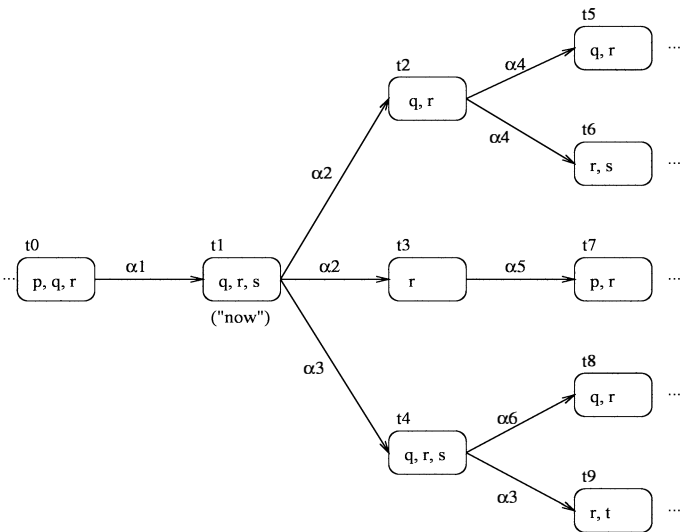 t5
q, r
...
α4
t2
q, r
α4
t6
r, s
...
α2
t0
... p, q, r
α1
t1
q, r, s
("now")
α2
t3
r
α5
t7
p, r
...
α3
t8
q, r
...
α6
t4
q, r, s
α3
t9
r, t
...